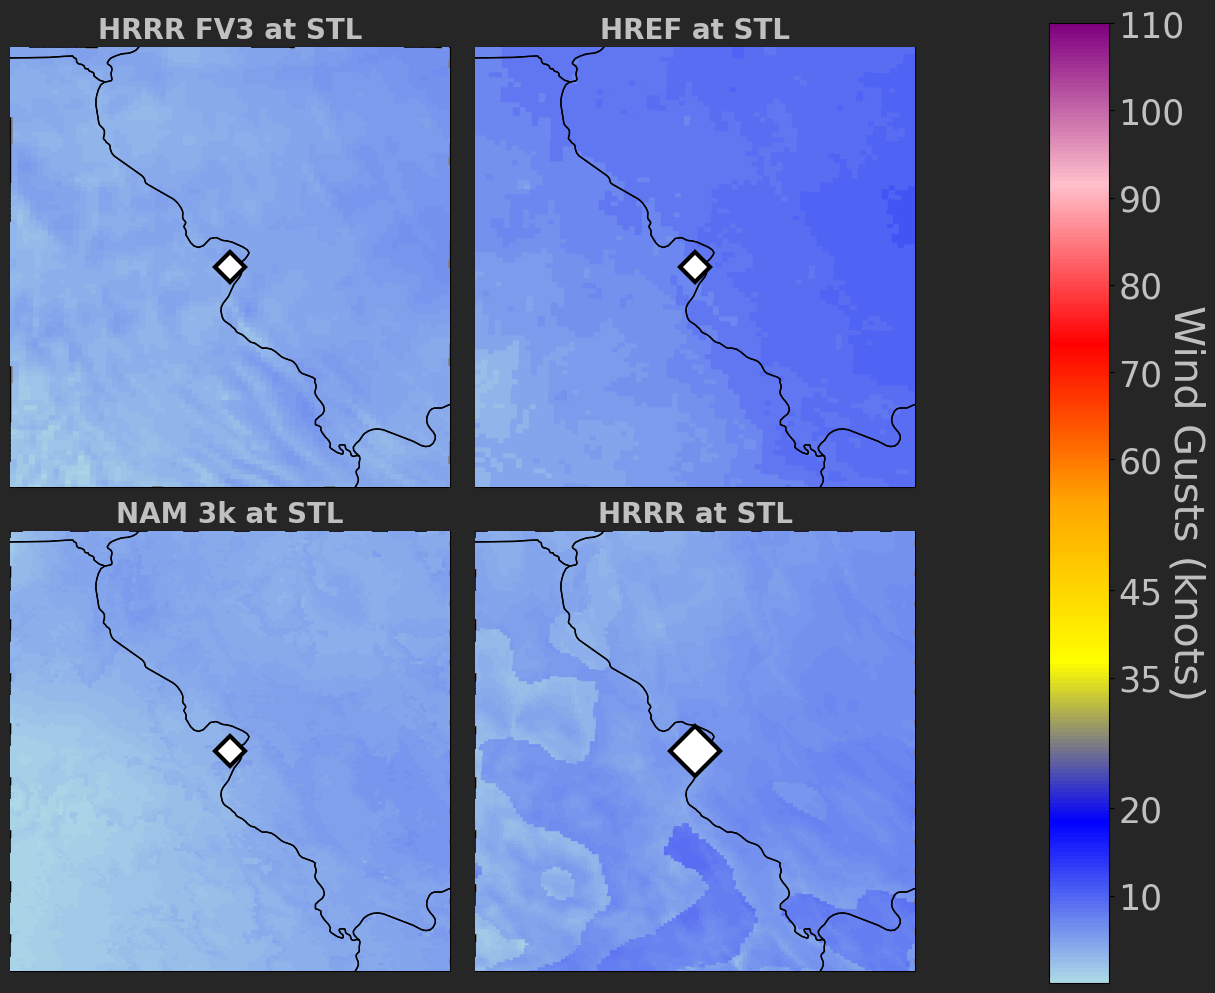 HRRR FV3 at STL
HREF at STL
NAM 3k at STL
HRRR at STL
110
100
90
80
70
60
45
35
20
10
Wind Gusts (knots)